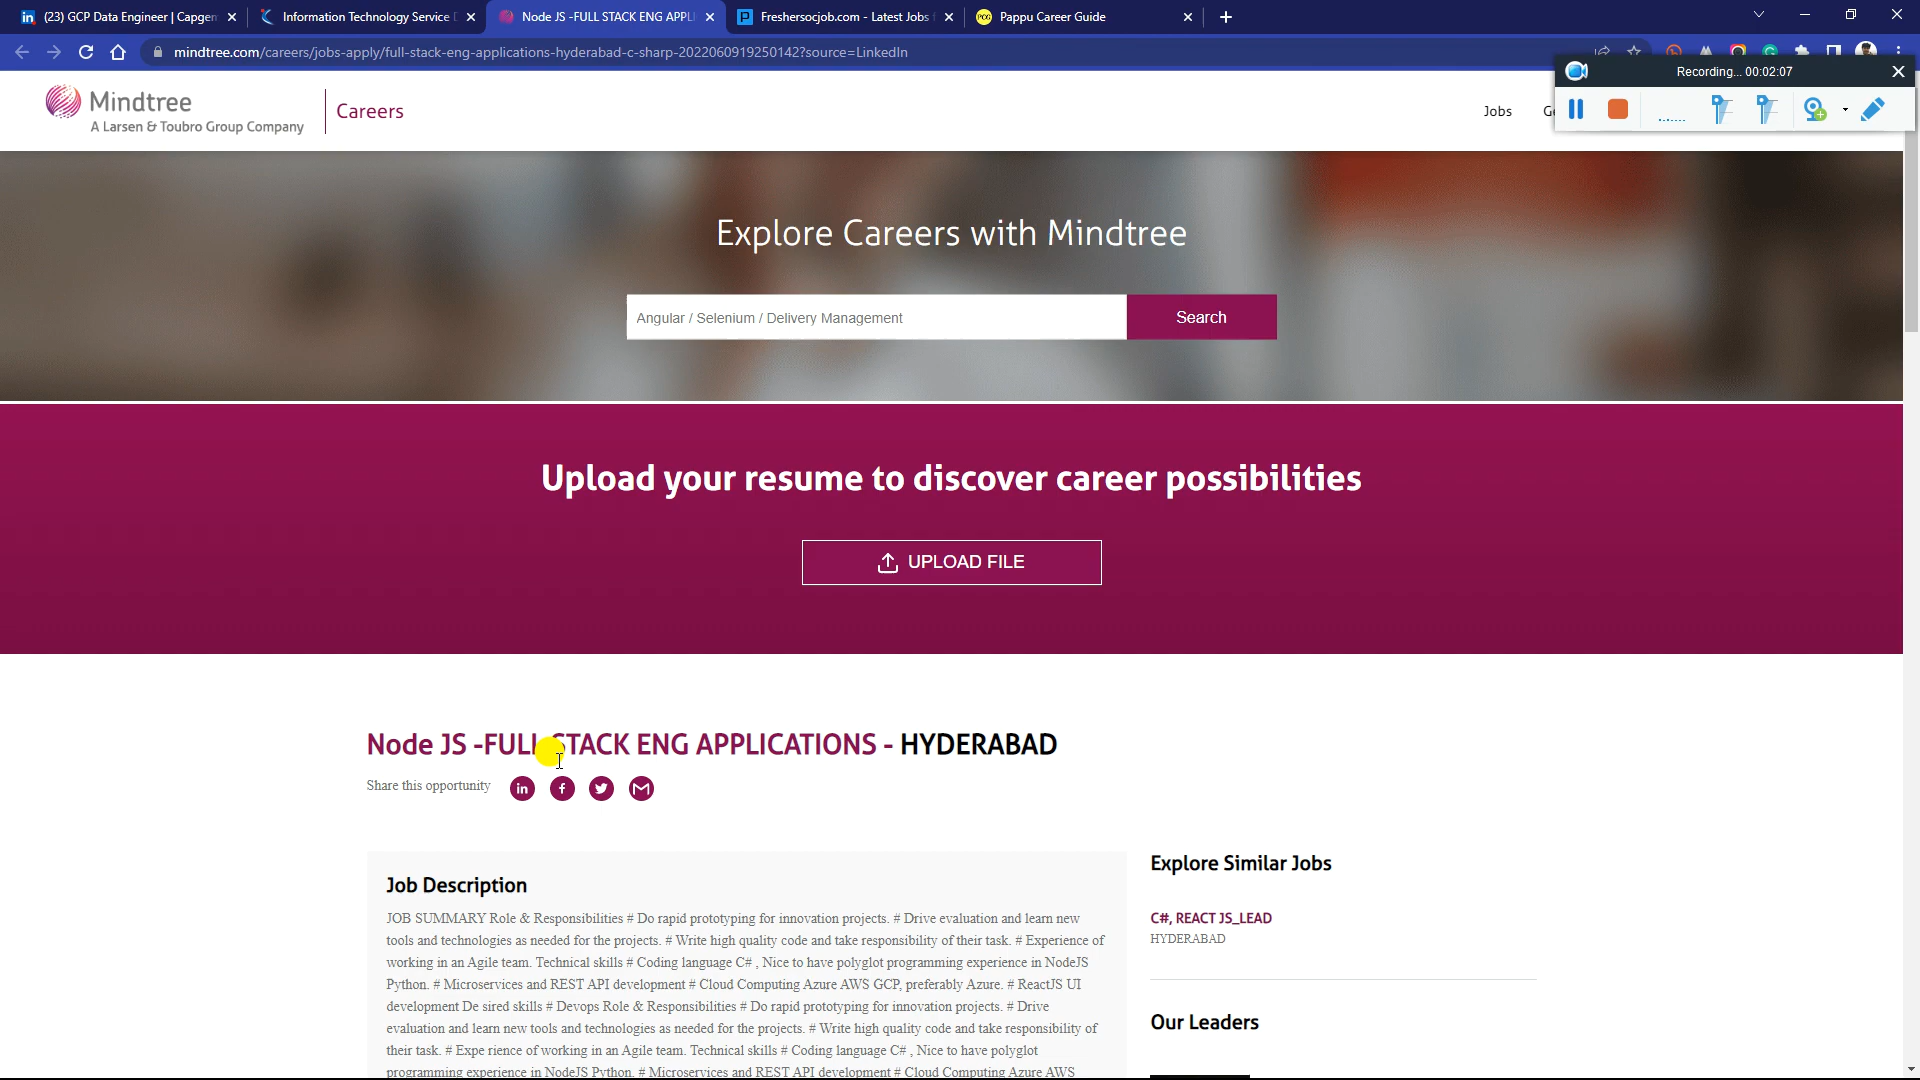 (23) GCP Data Engineer | Capgem
Information Technology Service D
Node JS -FULL STACK ENG APPLI
Freshersocjob.com - Latest Jobs f
Pappu Career Guide
mindtree.com/careers/jobs-apply/full-stack-eng-applications-hyderabad-c-sharp-2022060919250142?source=LinkedIn
Recording... 00:02:07
Mindtree
A Larsen & Toubro Group Company
Careers
Jobs
Explore Careers with Mindtree
Angular / Selenium / Delivery Management
Search
Upload your resume to discover career possibilities
UPLOAD FILE
Node JS -FULL STACK ENG APPLICATIONS - HYDERABAD
Share this opportunity
Job Description
JOB SUMMARY Role & Responsibilities # Do rapid prototyping for innovation projects. # Drive evaluation and learn new
tools and technologies as needed for the projects. # Write high quality code and take responsibility of their task. # Experience of
working in an Agile team. Technical skills # Coding language C# , Nice to have polyglot programming experience in NodeJS
Python. # Microservices and REST API development # Cloud Computing Azure AWS GCP, preferably Azure. # ReactJS UI
development De sired skills # Devops Role & Responsibilities # Do rapid prototyping for innovation projects. # Drive
evaluation and learn new tools and technologies as needed for the projects. # Write high quality code and take responsibility of
their task. # Expe rience of working in an Agile team. Technical skills # Coding language C# , Nice to have polyglot
programming experience in NodeJS Python. # Microservices and REST API development # Cloud Computing Azure AWS
Explore Similar Jobs
C#, REACT JS_LEAD
HYDERABAD
Our Leaders